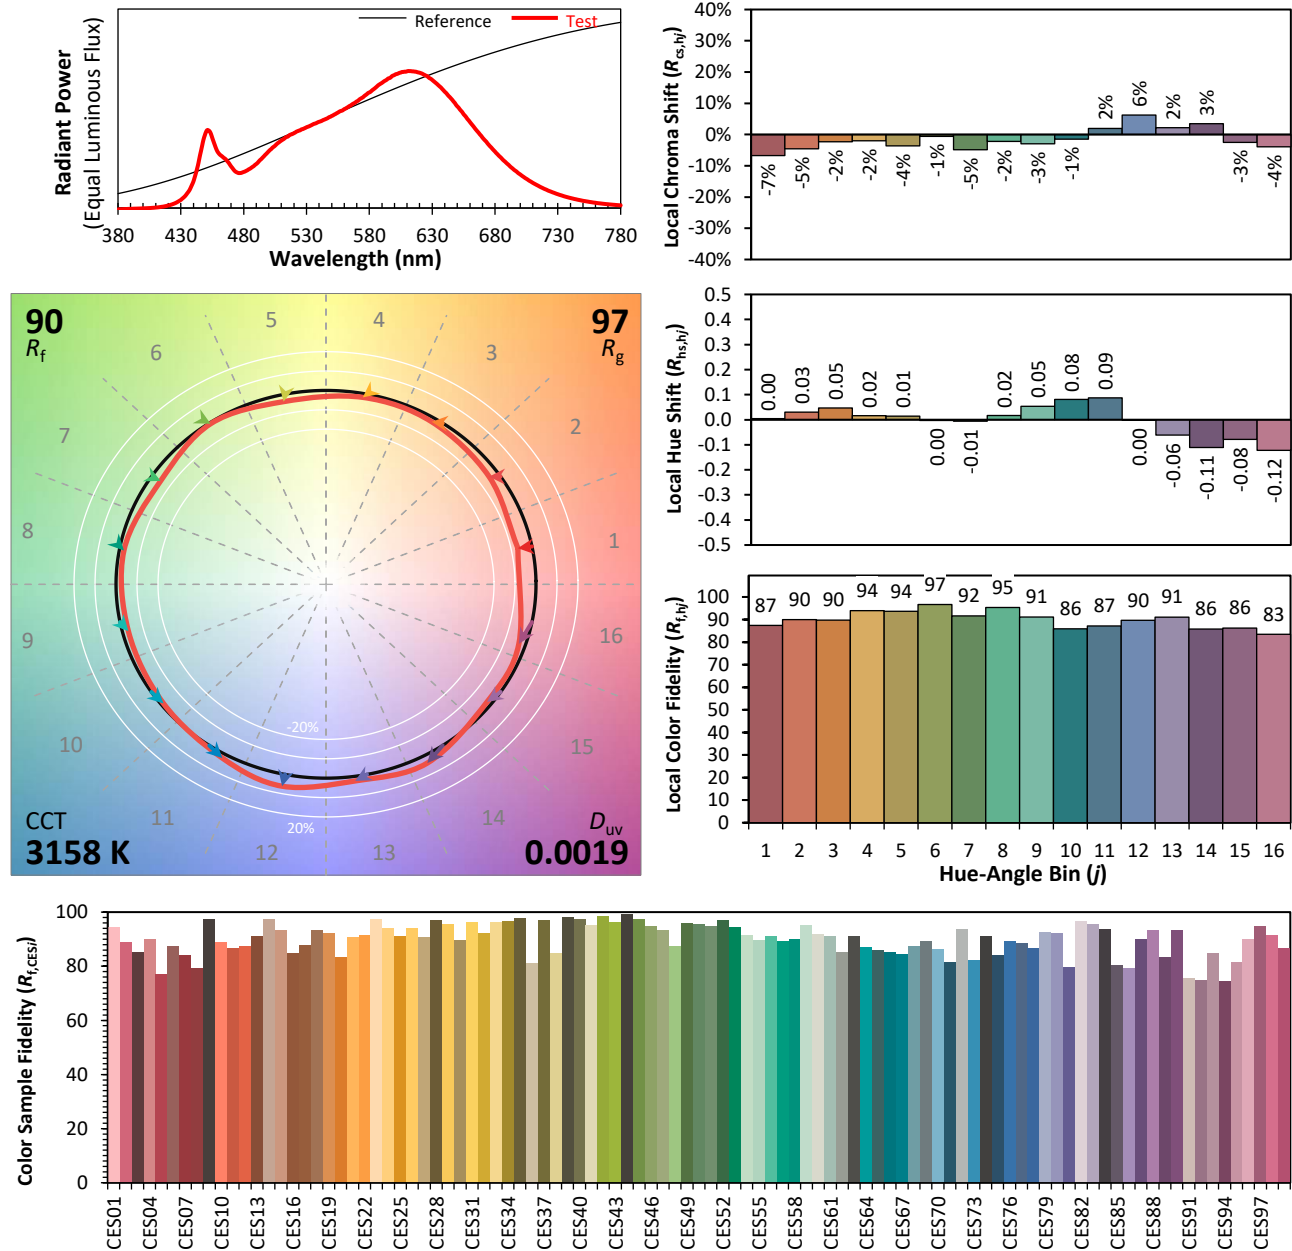 Radiant Power
(Equal Luminous Flux)
Reference
Test
380 430 480 530 580 630 680 730 780
Wavelength (nm)
Local Chroma Shift (Rcs,hj)
40%
30%
20%
10%
0%
-10%
-20%
-30%
-40%
-7% -5% -2% -2% -4% -1% -5% -2% -3% -1% 2% 6% 2% 3% -3% -4%
90
Rf
97
Rg
1
2
3
4
5
6
7
8
9
10
11
12
13
14
15
16
-20%
20%
CCT
3158 K
Duv
0.0019
Local Hue Shift (Rhs,hj)
0.5
0.4
0.3
0.2
0.1
0.0
-0.1
-0.2
-0.3
-0.4
-0.5
0.00 0.03 0.05 0.02 0.01 0.00 -0.01 0.02 0.05 0.08 0.09 0.00 -0.06 -0.11 -0.08 -0.12
Local Color Fidelity (Rf,hj)
100
90
80
70
60
50
40
30
20
10
0
87 90 90 94 94 97 92 95 91 86 87 90 91 86 86 83
1 2 3 4 5 6 7 8 9 10 11 12 13 14 15 16
Hue-Angle Bin (j)
Color Sample Fidelity (Rf,CESi)
100
80
60
40
20
0
CES01 CES04 CES07 CES10 CES13 CES16 CES19 CES22 CES25 CES28 CES31 CES34 CES37 CES40 CES43 CES46 CES49 CES52 CES55 CES58 CES61 CES64 CES67 CES70 CES73 CES76 CES79 CES82 CES85 CES88 CES91 CES94 CES97